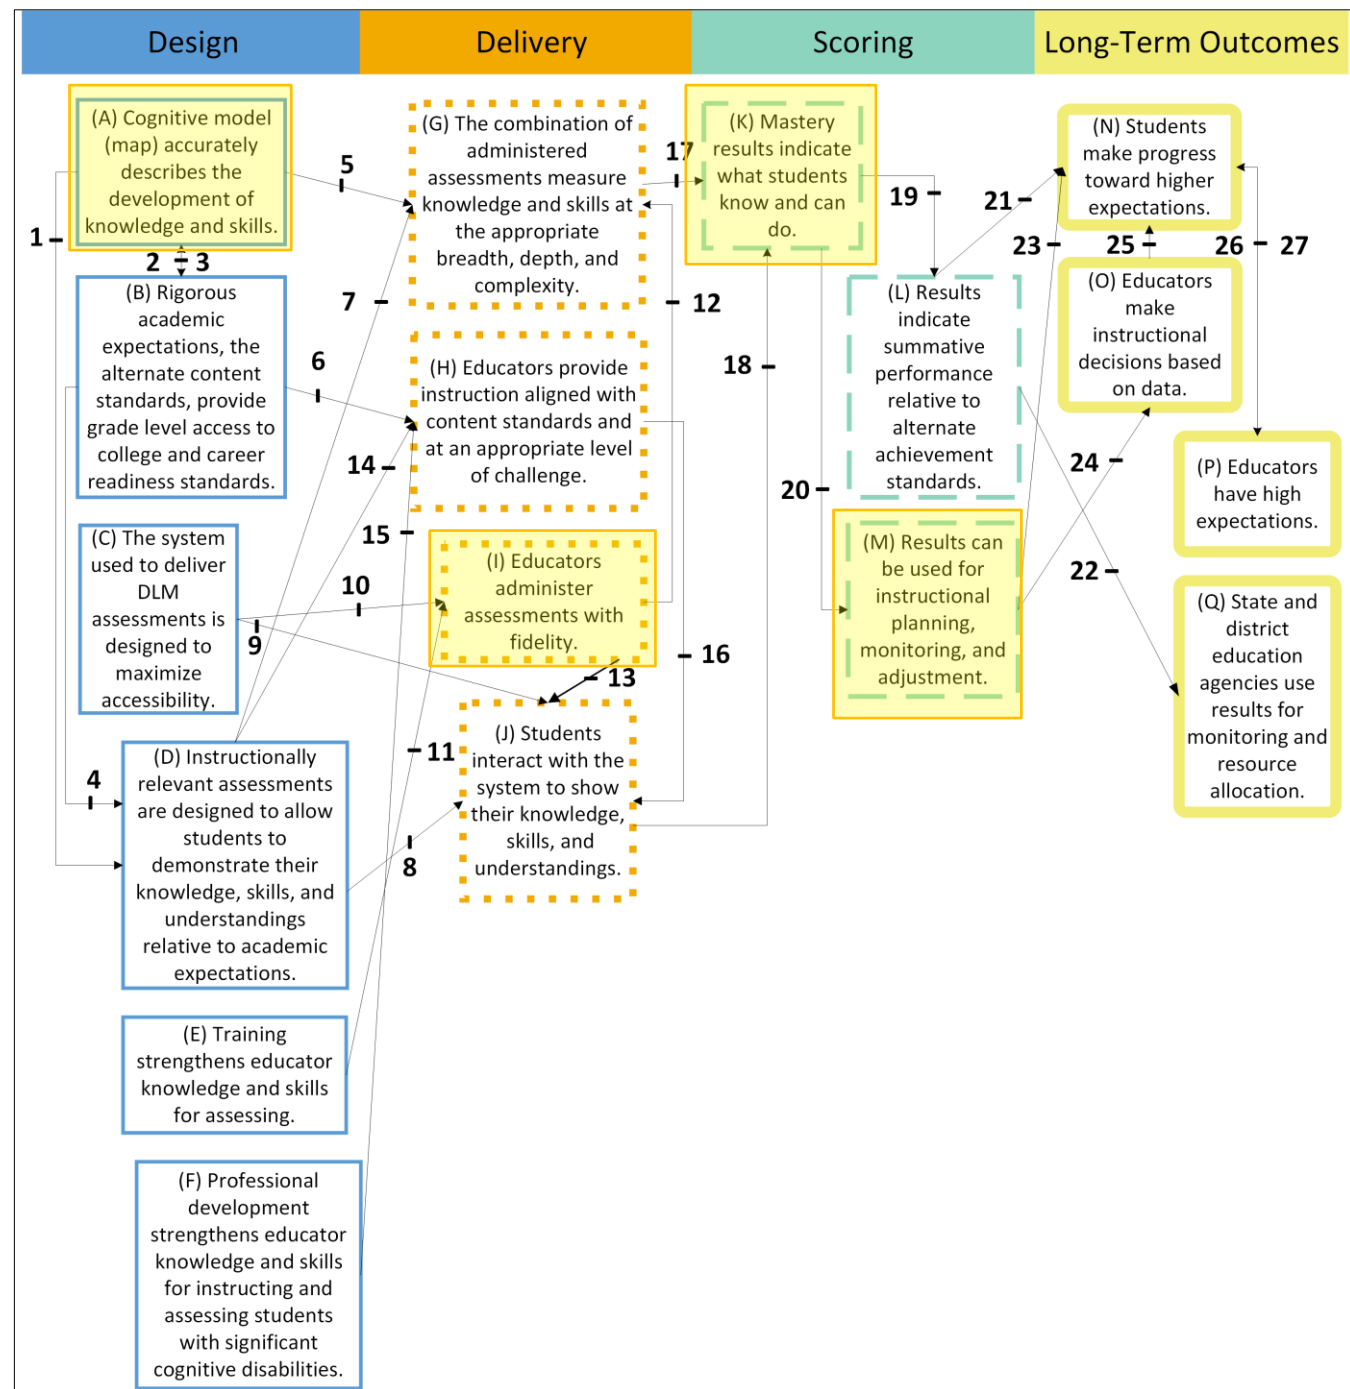 Design
Delivery
Scoring
Long-Term Outcomes
(A) Cognitive model
(map) accurately
describes the
development of
knowledge and skills.
(B) Rigorous
academic
expectations, the
alternate content
standards, provide
grade level access to
college and career
readiness standards.
(C) The system
used to deliver
DLM
assessments is
designed to
maximize
accessibility.
(D) Instructionally
relevant assessments
are designed to allow
students to
demonstrate their
knowledge, skills, and
understandings
relative to academic
expectations.
(E) Training
strengthens educator
knowledge and skills
for assessing.
(F) Professional
development
strengthens educator
knowledge and skills
for instructing and
assessing students
with significant
cognitive disabilities.
(G) The combination of
administered
assessments measure
knowledge and skills at
the appropriate
breadth, depth, and
complexity.
(H) Educators provide
instruction aligned with
content standards and
at an appropriate level
of challenge.
(I) Educators
administer
assessments with
fidelity.
(J) Students
interact with the
system to show
their knowledge,
skills, and
understandings.
(K) Mastery
results indicate
what students
know and can
do.
(L) Results
indicate
summative
performance
relative to
alternate
achievement
standards.
(M) Results can
be used for
instructional
planning,
monitoring, and
adjustment.
(N) Students
make progress
toward higher
expectations.
(O) Educators
make
instructional
decisions based
on data.
(P) Educators
have high
expectations.
(Q) State and
district
education
agencies use
results for
monitoring and
resource
allocation.
1
2
3
4
5
6
7
8
9
10
11
12
13
14
15
16
17
18
19
20
21
22
23
24
25
26
27